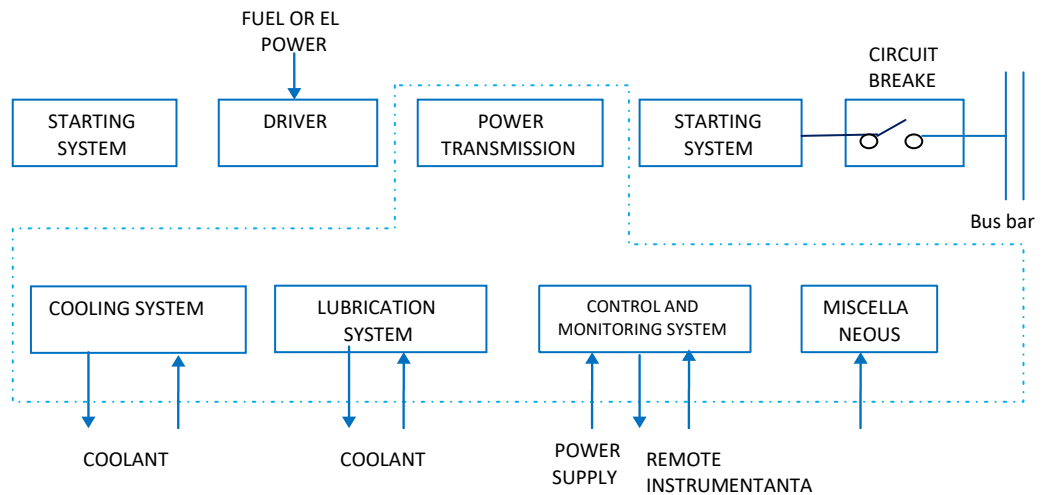 FUEL OR EL
POWER
CIRCUIT
BREAKE
STARTING
SYSTEM
DRIVER
POWER
TRANSMISSION
STARTING
SYSTEM
Bus bar
COOLING SYSTEM
LUBRICATION
SYSTEM
CONTROL AND
MONITORING SYSTEM
MISCELLA
NEOUS
COOLANT
COOLANT
POWER
SUPPLY
REMOTE
INSTRUMENTANTA